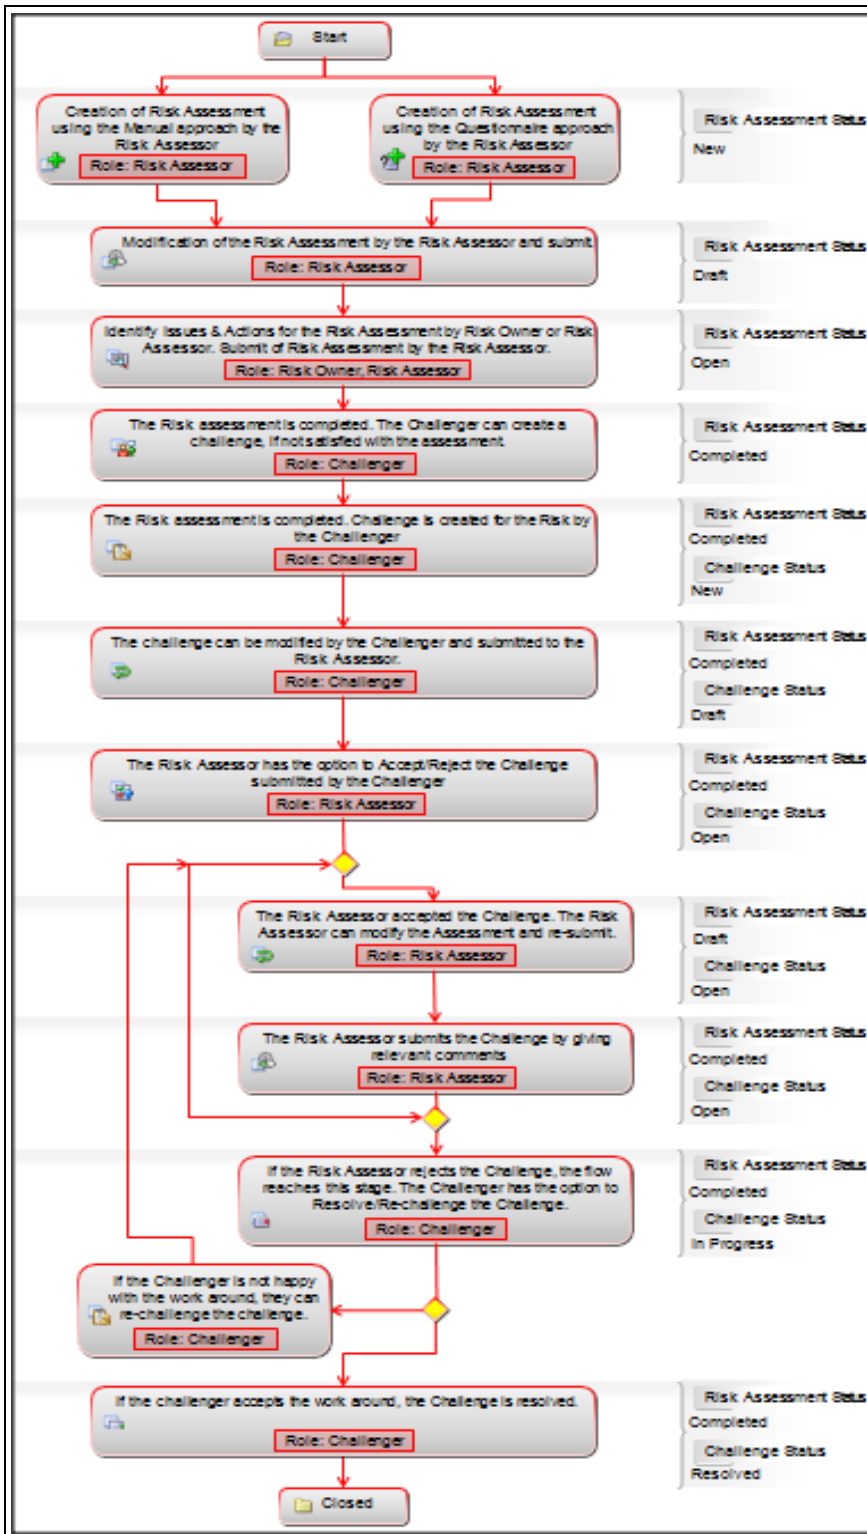 Start
Creation of Risk Assessment
using the Manual approach by the
Risk Assessor
Role: Risk Assessor
Creation of Risk Assessment
using the Questionnaire approach
by the Risk Assessor
Role: Risk Assessor
Risk Assessment Status
New
Modification of the Risk Assessment by the Risk Assessor and submit.
Role: Risk Assessor
Risk Assessment Status
Draft
Identify Issues & Actions for the Risk Assessment by Risk Owner or Risk
Assessor. Submit of Risk Assessment by the Risk Assessor.
Role: Risk Owner, Risk Assessor
Risk Assessment Status
Open
The Risk assessment is completed. The Challenger can create a
challenge, if not satisfied with the assessment.
Role: Challenger
Risk Assessment Status
Completed
The Risk assessment is completed. Challenge is created for the Risk by
the Challenger
Role: Challenger
Risk Assessment Status
Completed
Challenge Status
New
The challenge can be modified by the Challenger and submitted to the
Risk Assessor.
Role: Challenger
Risk Assessment Status
Completed
Challenge Status
Draft
The Risk Assessor has the option to Accept/Reject the Challenge
submitted by the Challenger
Role: Risk Assessor
Risk Assessment Status
Completed
Challenge Status
Open
The Risk Assessor accepted the Challenge. The Risk
Assessor can modify the Assessment and re-submit.
Role: Risk Assessor
Risk Assessment Status
Draft
Challenge Status
Open
The Risk Assessor submits the Challenge by giving
relevant comments
Role: Risk Assessor
Risk Assessment Status
Completed
Challenge Status
Open
If the Risk Assessor rejects the Challenge, the flow
reaches this stage. The Challenger has the option to
Resolve/Re-challenge the Challenge.
Role: Challenger
Risk Assessment Status
Completed
Challenge Status
In Progress
If the Challenger is not happy
with the work around, they can
re-challenge the challenge.
Role: Challenger
If the challenger accepts the work around, the Challenge is resolved.
Role: Challenger
Risk Assessment Status
Completed
Challenge Status
Resolved
Closed